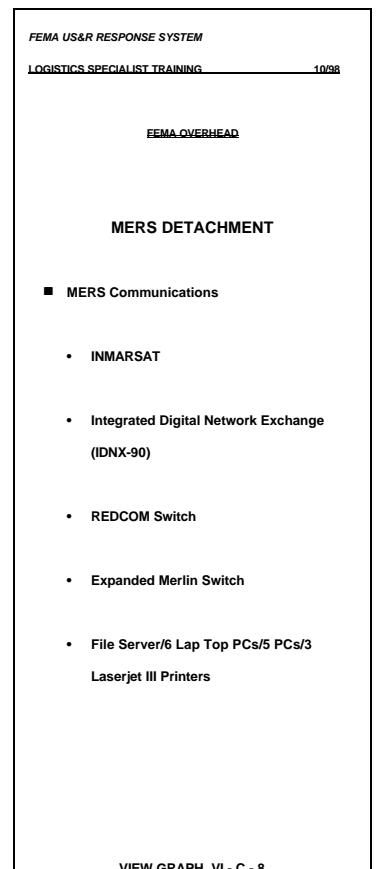 FEMA US&R RESPONSE SYSTEM
LOGISTICS SPECIALIST TRAINING 10/98
FEMA OVERHEAD
MERS DETACHMENT
■ MERS Communications
• INMARSAT
• Integrated Digital Network Exchange
(IDNX-90)
• REDCOM Switch
• Expanded Merlin Switch
• File Server/6 Lap Top PCs/5 PCs/3
Laserjet III Printers
VIEW GRAPH VI - C - 8